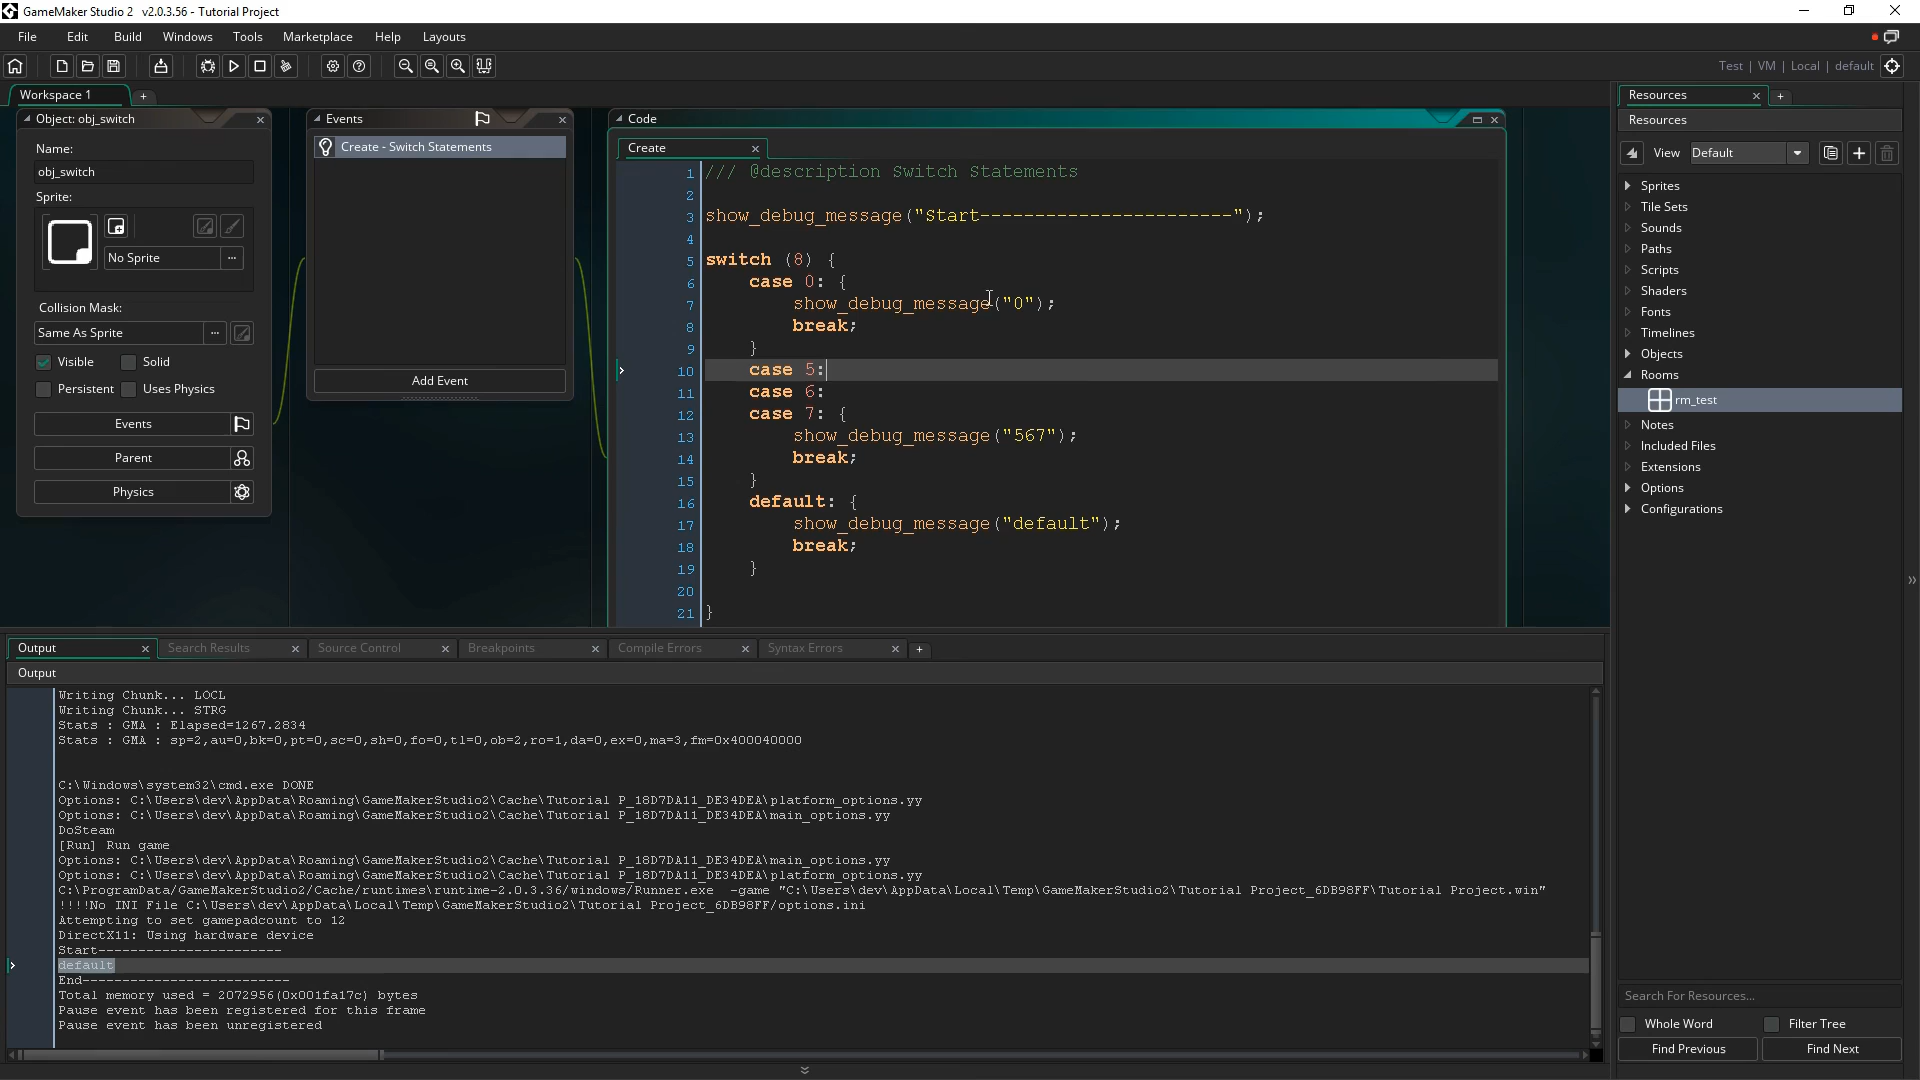 GameMaker Studio 2 v2.0.3.56 - Tutorial Project
File Edit Build Windows Tools Marketplace Help Layouts
Test | VM | Local | default
Workspace 1
Object: obj_switch
Name:
obj_switch
Sprite:
No Sprite
Collision Mask:
Same As Sprite
Visible Solid
Persistent Uses Physics
Events
Parent
Physics
Events
Create - Switch Statements
Add Event
Code
Create
1 /// @description Switch Statements
2
3 show_debug_message("Start-----------------------");
4
5 switch (8) {
6 case 0: {
7 show_debug_message("0");
8 break;
9 }
10 case 5:
11 case 6:
12 case 7: {
13 show_debug_message("567");
14 break;
15 }
16 default: {
17 show_debug_message("default");
18 break;
19 }
20
21 }
Resources
Resources
View Default
Sprites
Tile Sets
Sounds
Paths
Scripts
Shaders
Fonts
Timelines
Objects
Rooms
rm_test
Notes
Included Files
Extensions
Options
Configurations
Search For Resources...
Whole Word Filter Tree
Find Previous Find Next
Output Search Results Source Control Breakpoints Compile Errors Syntax Errors
Output
Writing Chunk... LOCL
Writing Chunk... STRG
Stats : GMA : Elapsed=1267.2834
Stats : GMA : sp=2,au=0,bk=0,pt=0,sc=0,sh=0,fo=0,tl=0,ob=2,ro=1,da=0,ex=0,ma=3,fm=0x400040000
C:\Windows\system32\cmd.exe DONE
Options: C:\Users\dev\AppData\Roaming\GameMakerStudio2\Cache\Tutorial P_18D7DA11_DE34DEA\platform_options.yy
Options: C:\Users\dev\AppData\Roaming\GameMakerStudio2\Cache\Tutorial P_18D7DA11_DE34DEA\main_options.yy
DoSteam
[Run] Run game
Options: C:\Users\dev\AppData\Roaming\GameMakerStudio2\Cache\Tutorial P_18D7DA11_DE34DEA\main_options.yy
Options: C:\Users\dev\AppData\Roaming\GameMakerStudio2\Cache\Tutorial P_18D7DA11_DE34DEA\platform_options.yy
C:\ProgramData/GameMakerStudio2/Cache/runtimes\runtime-2.0.3.36/windows/Runner.exe -game "C:\Users\dev\AppData\Local\Temp\GameMakerStudio2\Tutorial Project_6DB98FF\Tutorial Project.win"
!!!!No INI File C:\Users\dev\AppData\Local\Temp\GameMakerStudio2\Tutorial Project_6DB98FF/options.ini
Attempting to set gamepadcount to 12
DirectX11: Using hardware device
Start-----------------------
default
End--------------------------
Total memory used = 2072956(0x001fa17c) bytes
Pause event has been registered for this frame
Pause event has been unregistered